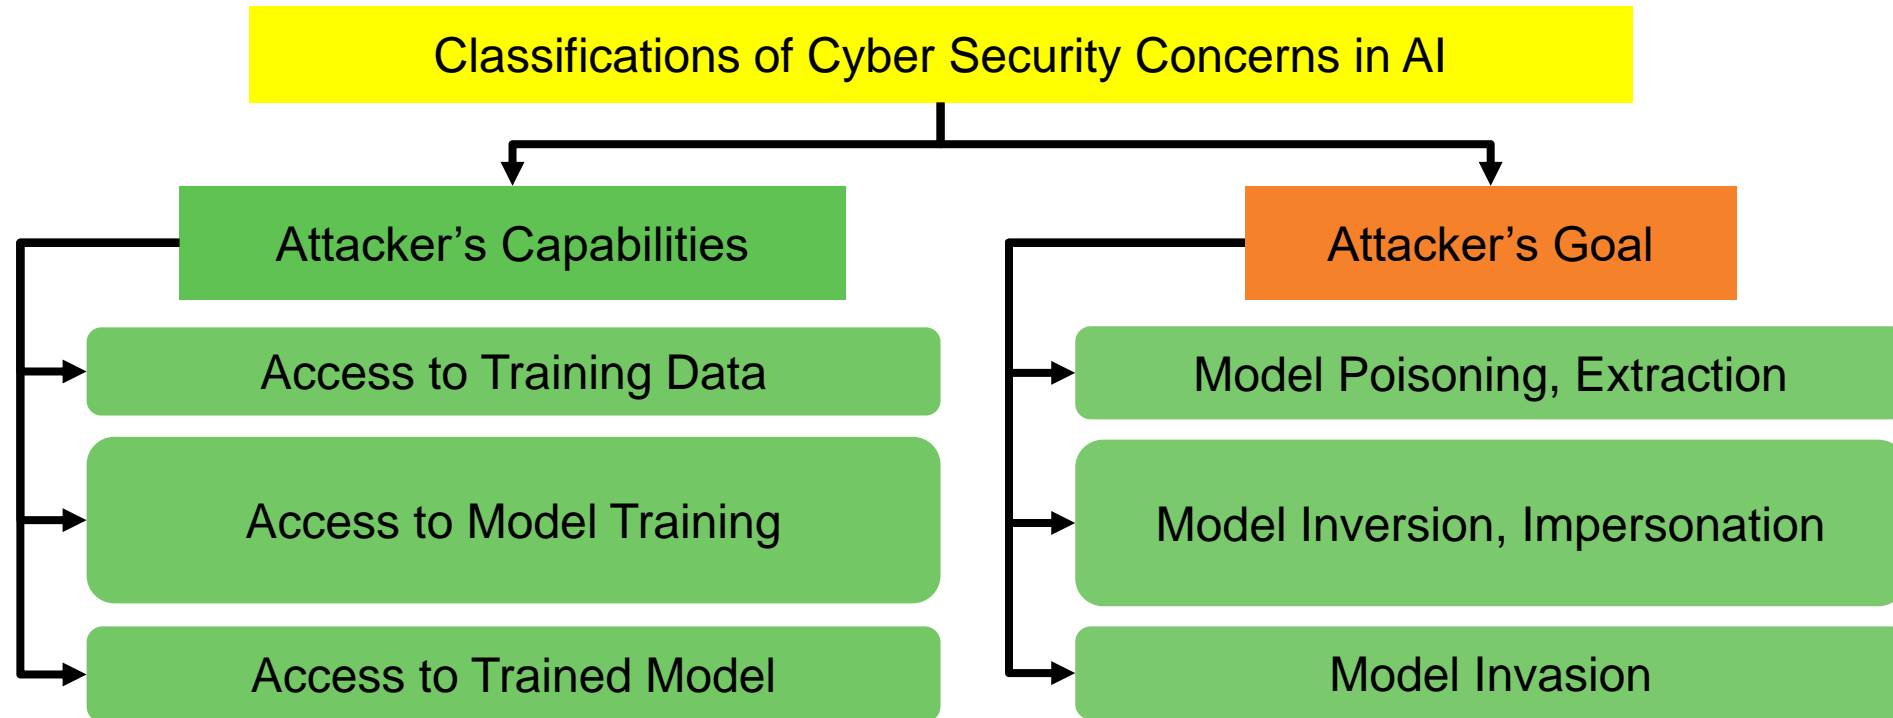 Classifications of Cyber Security Concerns in AI
Attacker’s Capabilities
Access to Training Data
Access to Model Training
Access to Trained Model
Attacker’s Goal
Model Poisoning, Extraction
Model Inversion, Impersonation
Model Invasion